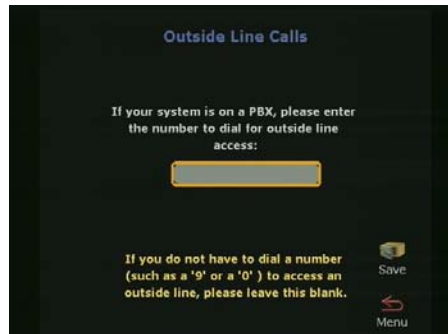 Outside Line Calls
If your system is on a PBX, please enter
the number to dial for outside line
access:
If you do not have to dial a number
(such as a '9' or a '0' ) to access an
outside line, please leave this blank.
Save
Menu